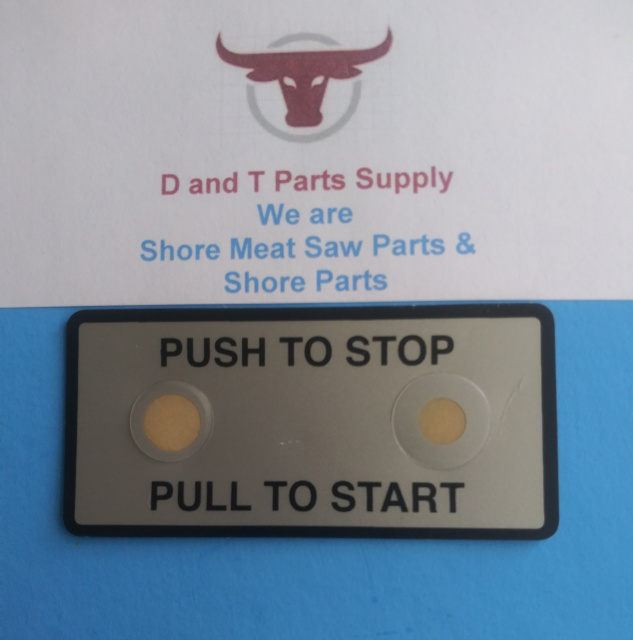 D and T Parts Supply
We are
Shore Meat Saw Parts &
Shore Parts
PUSH TO STOP
PULL TO START